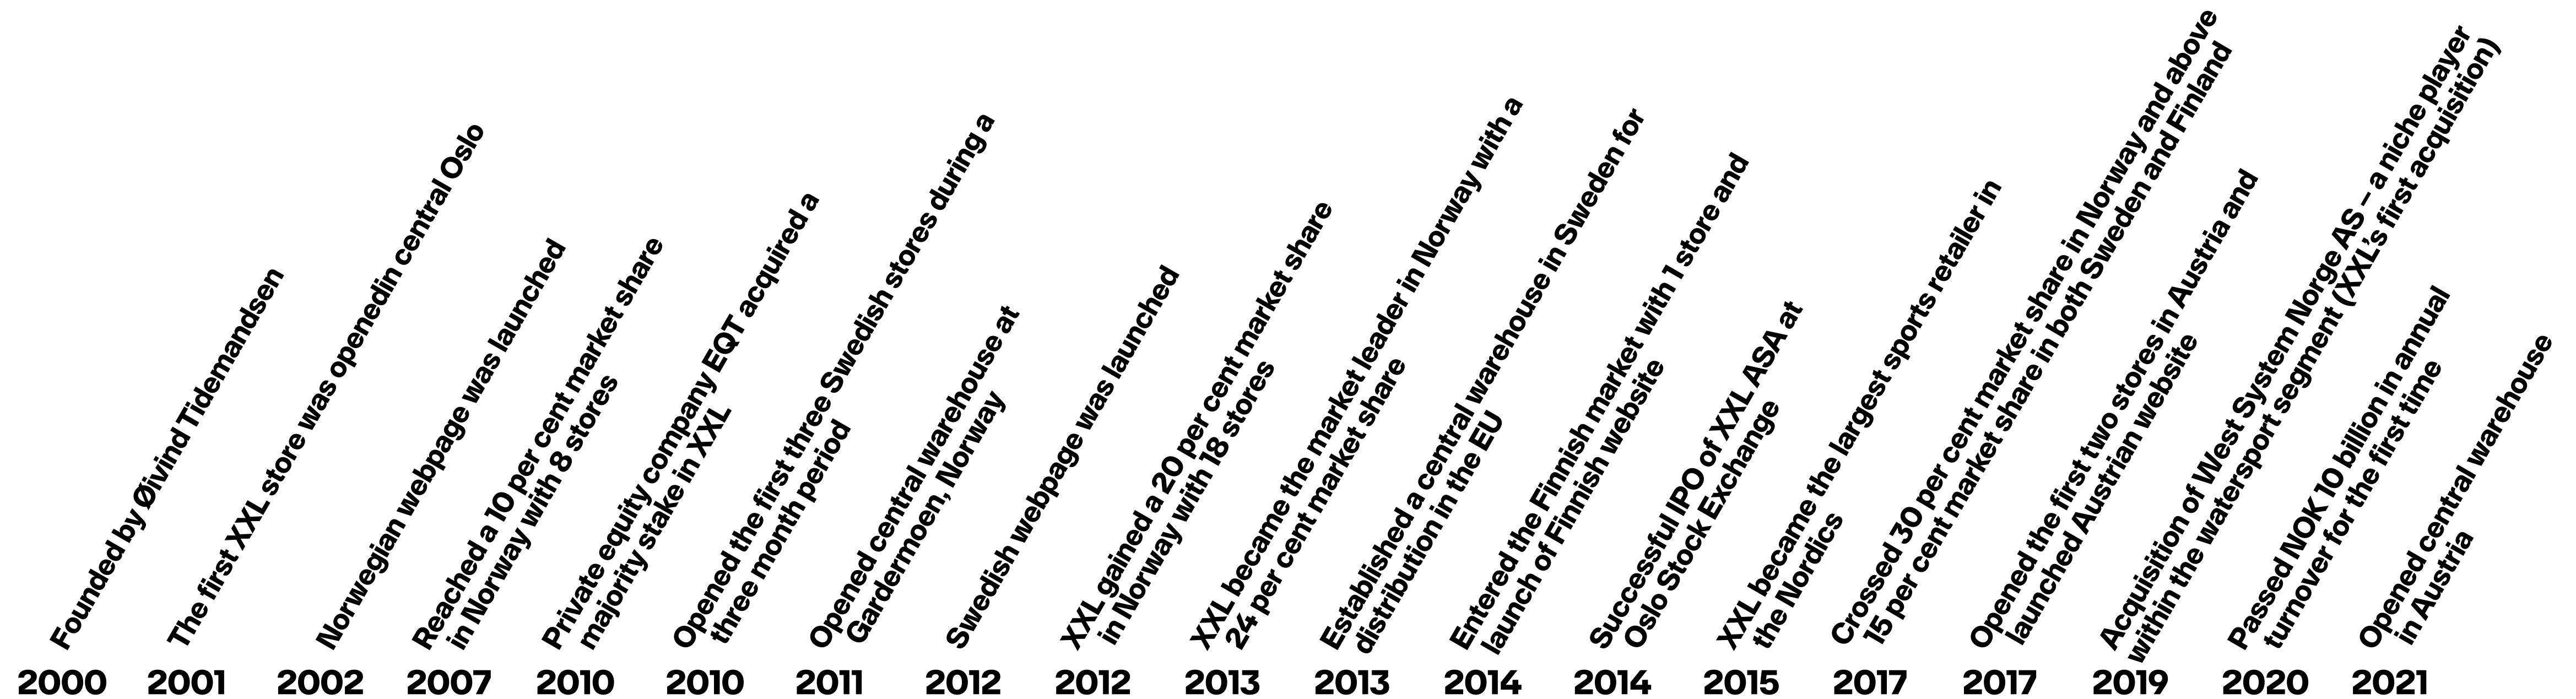 Founded by Øivind Tidemandsen
The first XXL store was openedin central Oslo
Norwegian webpage was launched
Reached a 10 per cent market share
in Norway with 8 stores
Private equity company EQT acquired a
majority stake in XXL
Opened the first three Swedish stores during a
three month period
Opened central warehouse at
Gardermoen, Norway
Swedish webpage was launched
XXL gained a 20 per cent market share
in Norway with 18 stores
XXL became the market leader in Norway with a
24 per cent market share
Established a central warehouse in Sweden for
distribution in the EU
Entered the Finnish market with 1 store and
launch of Finnish website
Successful IPO of XXL ASA at
Oslo Stock Exchange
XXL became the largest sports retailer in
the Nordics
Crossed 30 per cent market share in Norway and above
15 per cent market share in both Sweden and Finland
Opened the first two stores in Austria and
launched Austrian website
Acquisition of West System Norge AS – a niche player
within the watersport segment (XXL’s first acquisition)
Passed NOK 10 billion in annual
turnover for the first time
Opened central warehouse
in Austria
2000 2001 2002 2007 2010 2010 2011 2012 2012 2013 2013 2014 2014 2015 2017 2017 2019 2020 2021